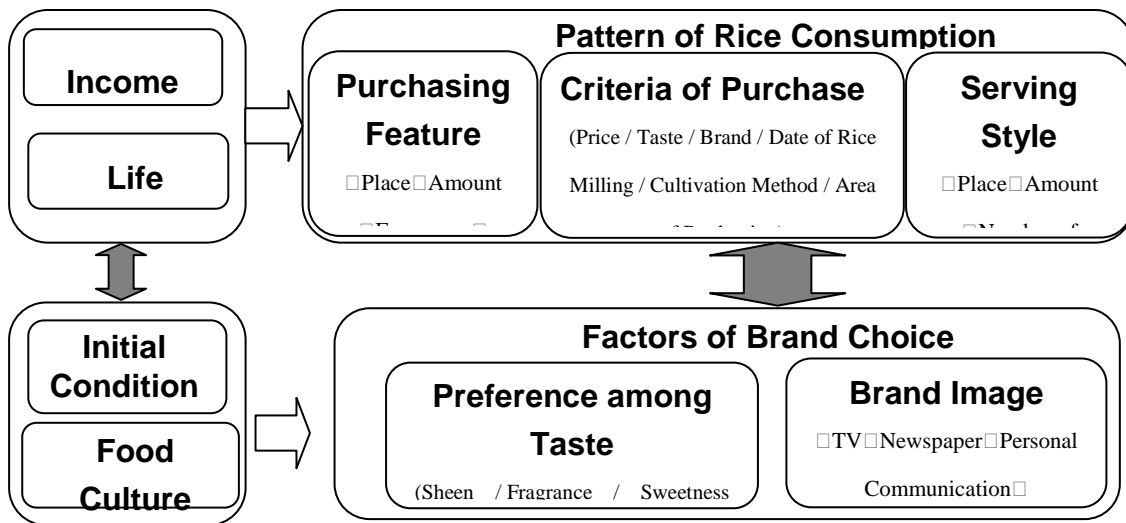 Income
Life
Pattern of Rice Consumption
Purchasing
Feature
□Place□Amount
Criteria of Purchase
(Price / Taste / Brand / Date of Rice
Milling / Cultivation Method / Area
Serving
Style
□Place□Amount
Initial
Condition
Food
Culture
Factors of Brand Choice
Preference among
Taste
(Sheen / Fragrance / Sweetness
Brand Image
□TV□Newspaper□Personal
Communication□